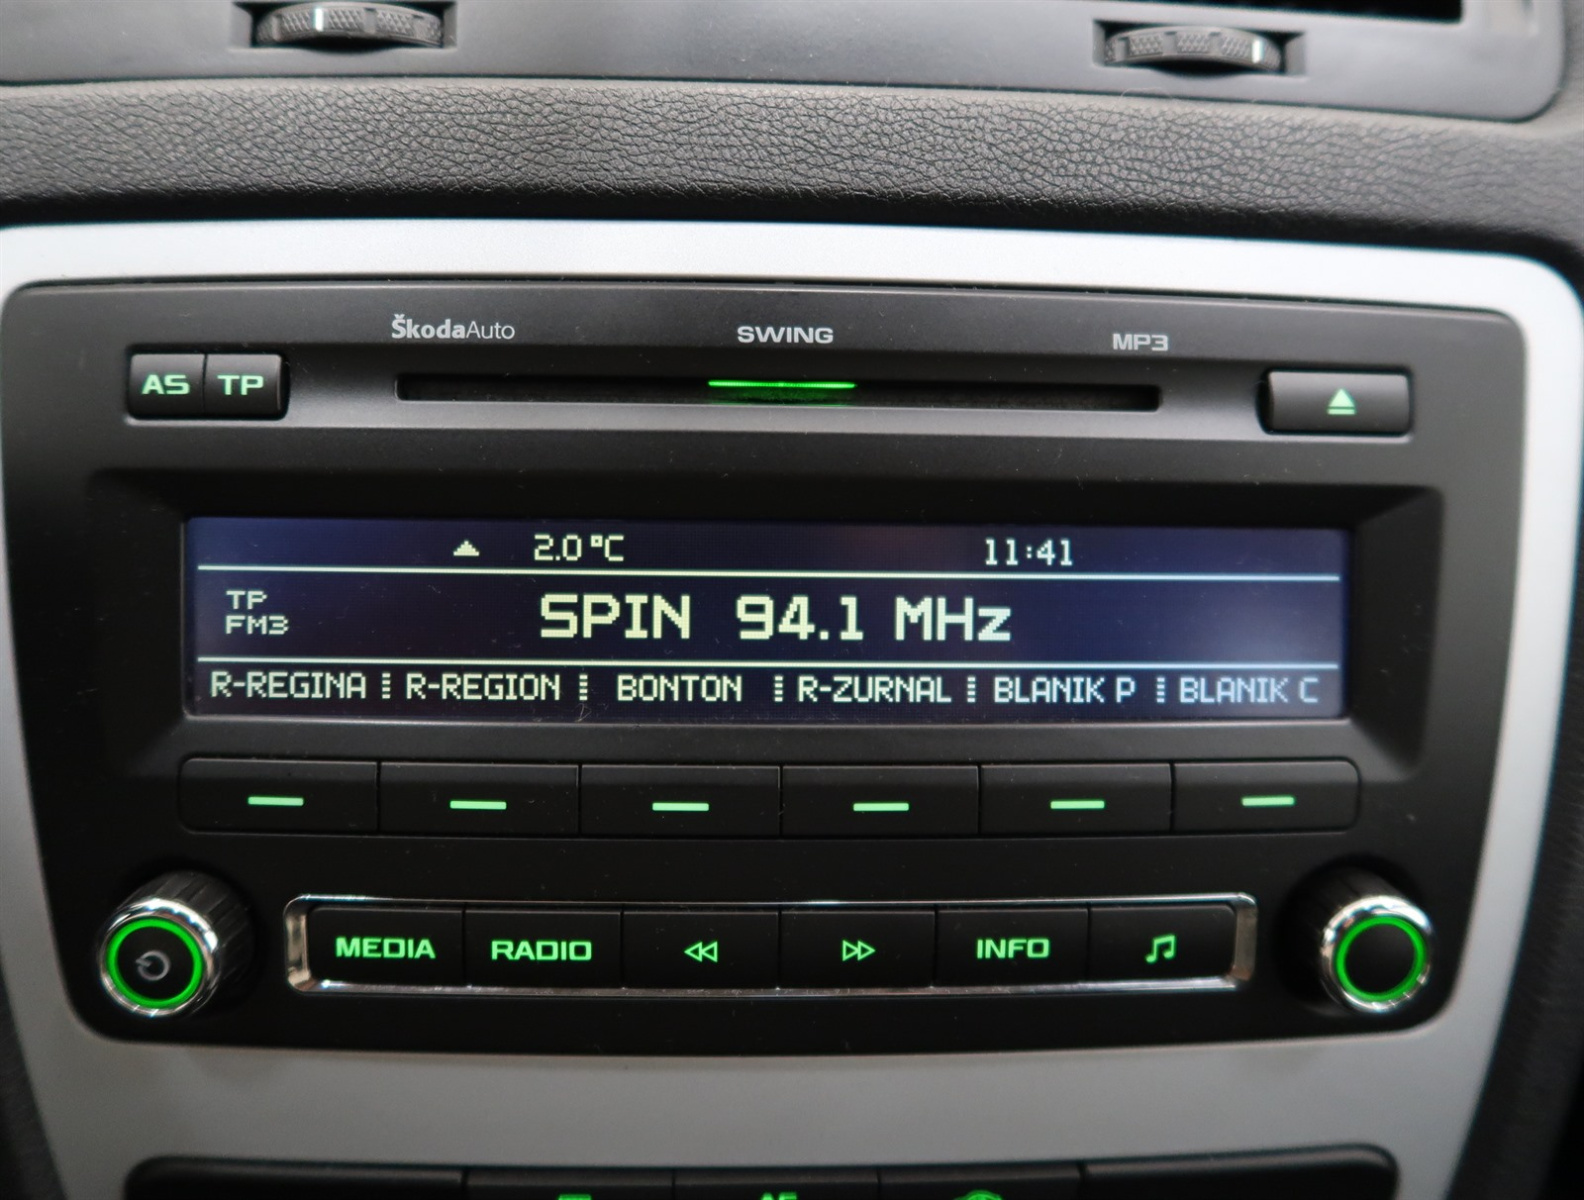 ŠkodaAuto SWING MP3
AS TP
2.0 °C 11:41
TP
FM3
SPIN 94.1 MHz
R-REGINA R-REGION BONTON R-ZURNAL BLANIK P BLANIK C
MEDIA RADIO INFO